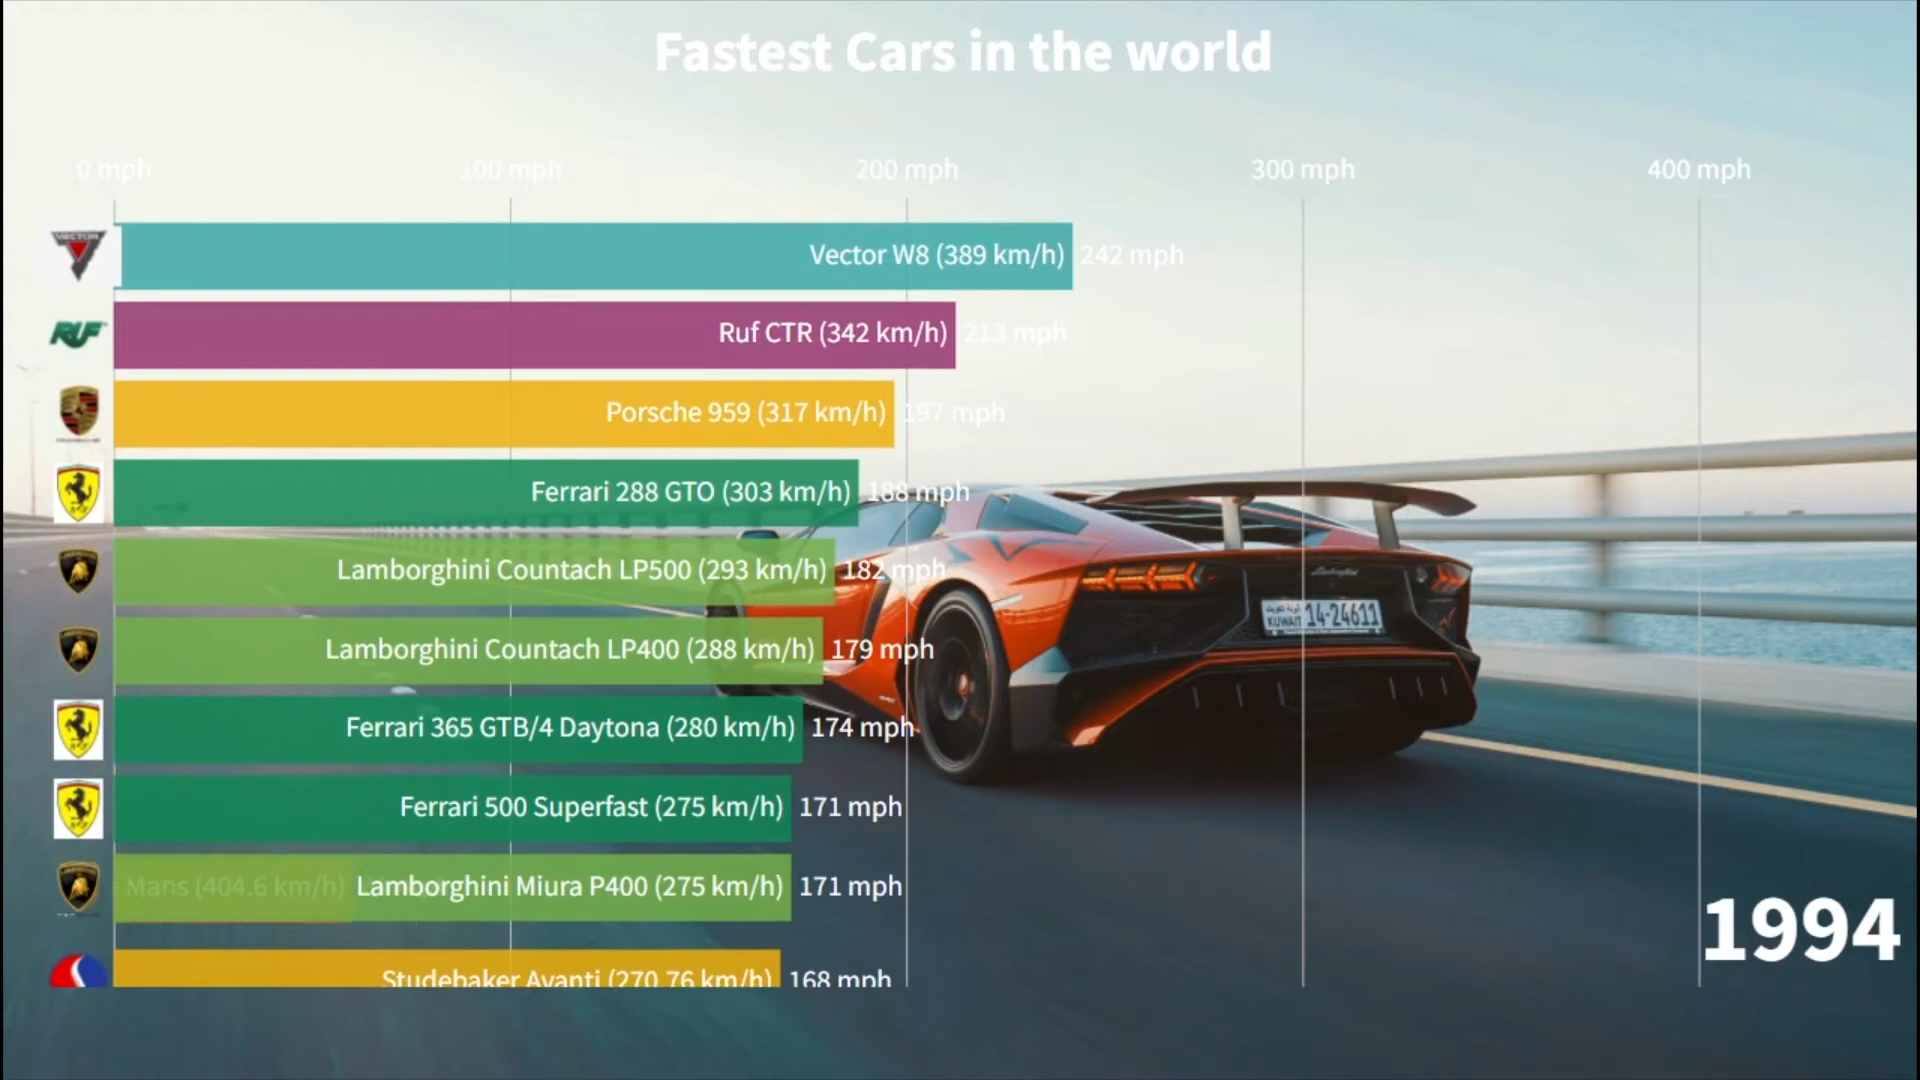 Fastest Cars in the world
0 mph 100 mph 200 mph 300 mph 400 mph
VECTOR
Vector W8 (389 km/h) 242 mph
RUF
Ruf CTR (342 km/h) 213 mph
Porsche 959 (317 km/h) 197 mph
Ferrari 288 GTO (303 km/h) 188 mph
Lamborghini Countach LP500 (293 km/h) 182 mph
KUWAIT 14-24611
Lamborghini Countach LP400 (288 km/h) 179 mph
Ferrari 365 GTB/4 Daytona (280 km/h) 174 mph
Ferrari 500 Superfast (275 km/h) 171 mph
Mans (404.6 km/h) Lamborghini Miura P400 (275 km/h) 171 mph
Studebaker Avanti (270.76 km/h) 168 mph
1994